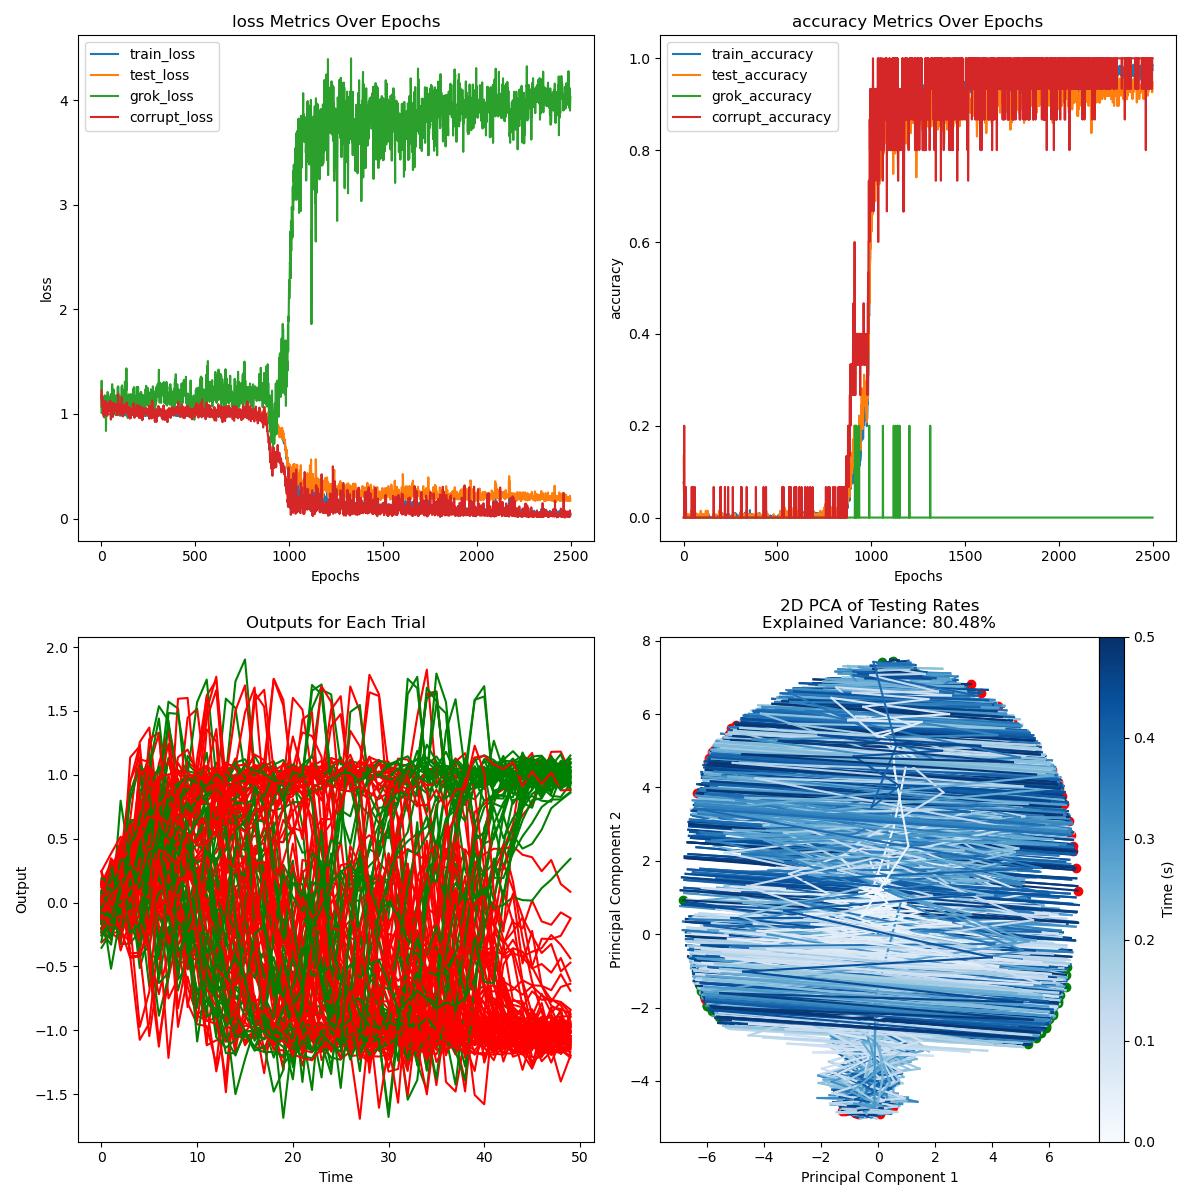 loss Metrics Over Epochs
train_loss
test_loss
grok_loss
corrupt_loss
4
3
2
1
0
loss
0 500 1000 1500 2000 2500
Epochs
accuracy Metrics Over Epochs
train_accuracy
test_accuracy
grok_accuracy
corrupt_accuracy
1.0
0.8
0.6
0.4
0.2
0.0
accuracy
0 500 1000 1500 2000 2500
Epochs
Outputs for Each Trial
2.0
1.5
1.0
0.5
0.0
−0.5
−1.0
−1.5
Output
0 10 20 30 40 50
Time
2D PCA of Testing Rates
Explained Variance: 80.48%
8
6
4
2
0
−2
−4
Principal Component 2
−6 −4 −2 0 2 4 6
Principal Component 1
0.5
0.4
0.3
0.2
0.1
0.0
Time (s)